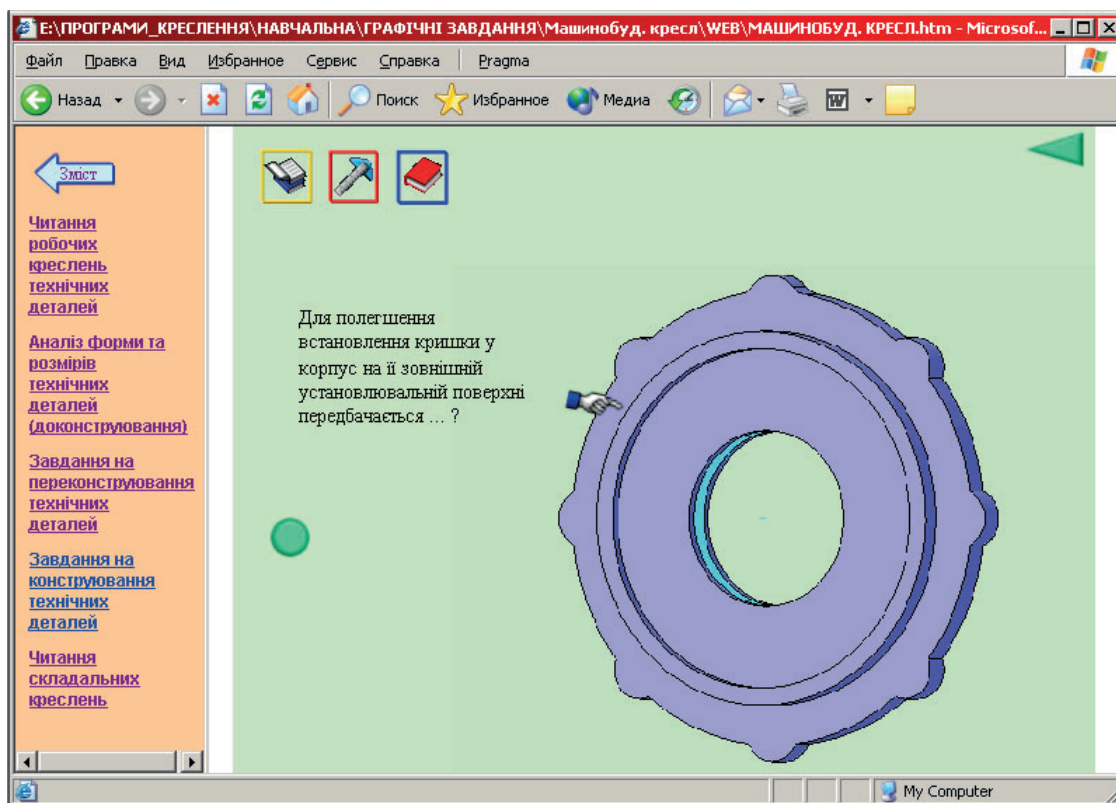 E:\ПРОГРАМИ_КРЕСЛЕННЯ\НАВЧАЛЬНА\ГРАФІЧНІ ЗАВДАННЯ\Машинобуд. кресл\WEB\МАШИНОБУД. КРЕСЛ.htm - Microsof...
Файл Правка Вид Избранное Сервис Справка Pragma
Назад Поиск Избранное Медиа W
Зміст
Читання
робочих
креслень
технічних
деталей
Аналіз форми та
розмірів
технічних
деталей
(доконструювання)
Завдання на
переконструювання
технічних
деталей
Завдання на
конструювання
технічних
деталей
Читання
складальних
креслень
Для полегшення
встановлення кришки у
корпус на її зовнішній
установлювальній поверхні
передбачається ... ?
My Computer